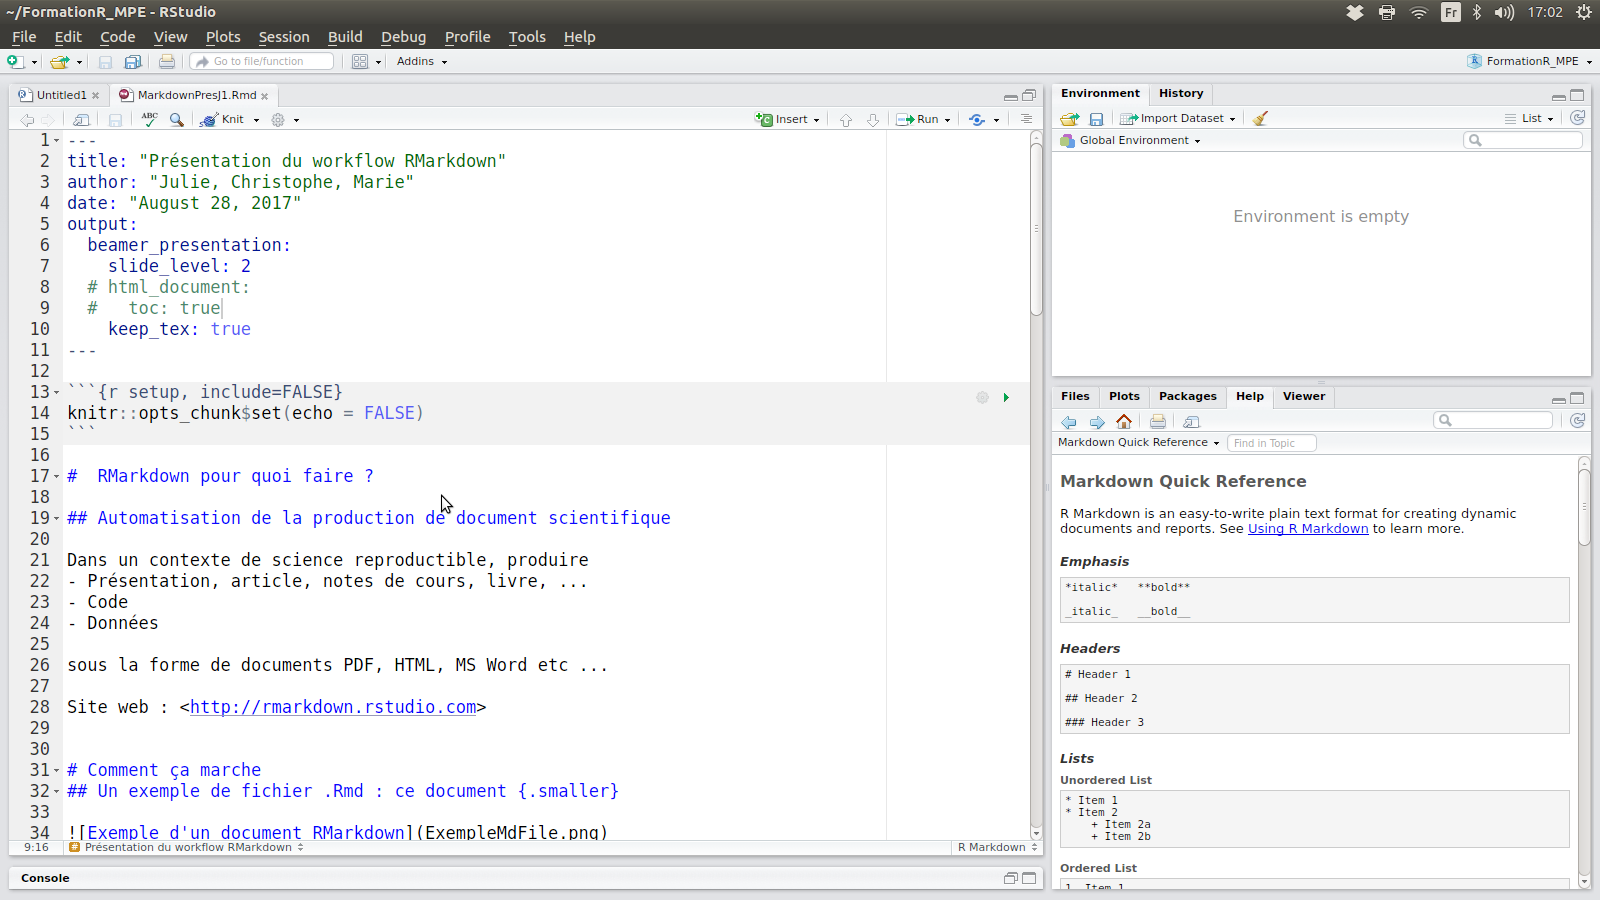 ~/FormationR_MPE - RStudio
Fr
17:02
File Edit Code View Plots Session Build Debug Profile Tools Help
Go to file/function
Addins
FormationR_MPE
Untitled1
MarkdownPresJ1.Rmd
ABC
Knit
Insert
Run
1 ---
2 title: "Présentation du workflow RMarkdown"
3 author: "Julie, Christophe, Marie"
4 date: "August 28, 2017"
5 output:
6   beamer_presentation:
7     slide_level: 2
8   # html_document:
9   #   toc: true
10     keep_tex: true
11 ---
12
13 ```{r setup, include=FALSE}
14 knitr::opts_chunk$set(echo = FALSE)
15 ```
16
17 #  RMarkdown pour quoi faire ?
18
19 ## Automatisation de la production de document scientifique
20
21 Dans un contexte de science reproductible, produire
22 - Présentation, article, notes de cours, livre, ...
23 - Code
24 - Données
25
26 sous la forme de documents PDF, HTML, MS Word etc ...
27
28 Site web : <http://rmarkdown.rstudio.com>
29
30
31 # Comment ça marche
32 ## Un exemple de fichier .Rmd : ce document {.smaller}
33
34 ![Exemple d'un document RMarkdown](ExempleMdFile.png)
9:16
Présentation du workflow RMarkdown
R Markdown
Console
Environment History
Import Dataset
List
Global Environment
Environment is empty
Files Plots Packages Help Viewer
Markdown Quick Reference
Find in Topic
Markdown Quick Reference
R Markdown is an easy-to-write plain text format for creating dynamic
documents and reports. See Using R Markdown to learn more.
Emphasis
*italic*   **bold**
_italic_   __bold__
Headers
# Header 1
## Header 2
### Header 3
Lists
Unordered List
* Item 1
* Item 2
    + Item 2a
    + Item 2b
Ordered List
1. Item 1